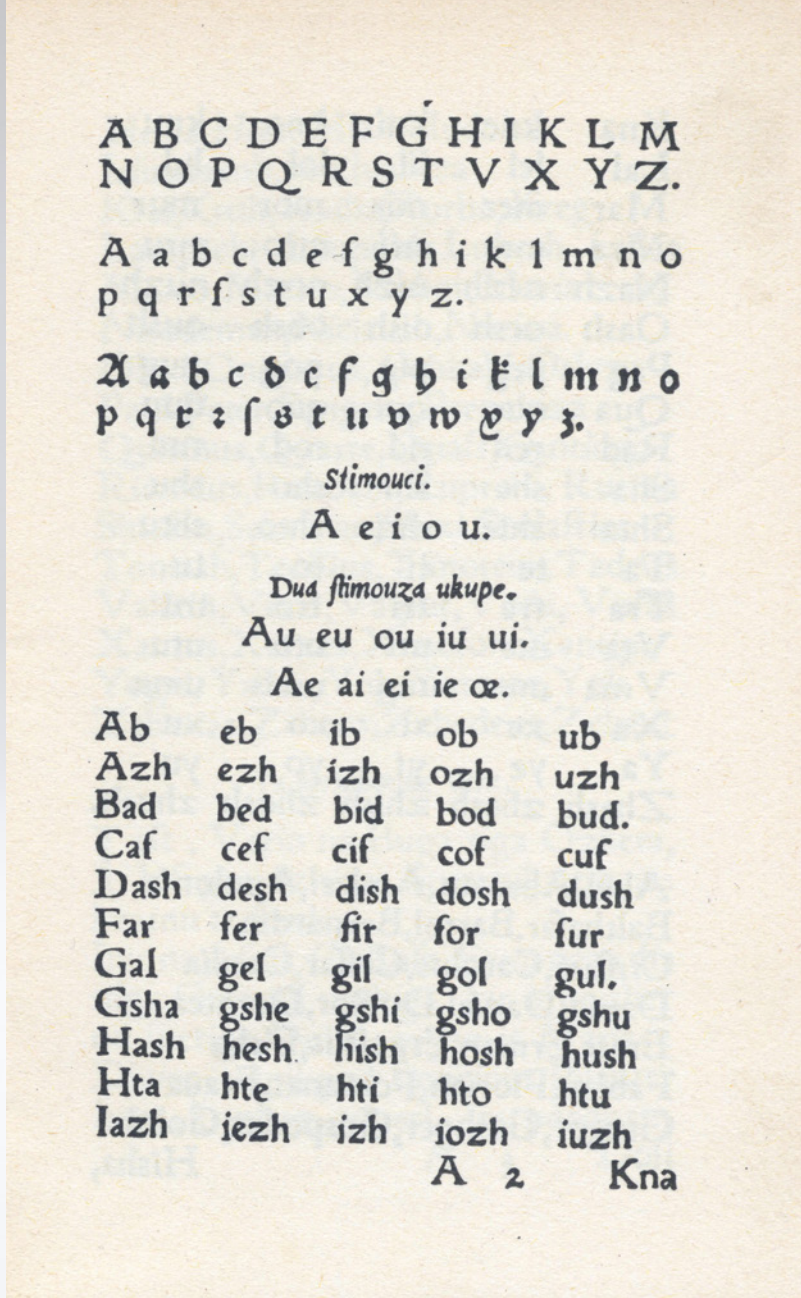 A B C D E F G H I K L M
N O P Q R S T V X Y Z.
A a b c d e f g h i k l m n o
p q r ſ s t u x y z.
A a b c d e f g h i k l m n o
p q r ꝛ ſ s t u v w x y z.
Stimouci.
A e i o u.
Dua ſtimouza ukupe.
Au eu ou iu ui.
Ae ai ei ie œ.
Ab eb ib ob ub
Azh ezh izh ozh uzh
Bad bed bid bod bud.
Caf cef cif cof cuf
Dash desh dish dosh dush
Far fer fir for fur
Gal gel gil gol gul.
Gsha gshe gshi gsho gshu
Hash hesh hish hosh hush
Hta hte hti hto htu
Iazh iezh izh iozh iuzh
A 2 Kna